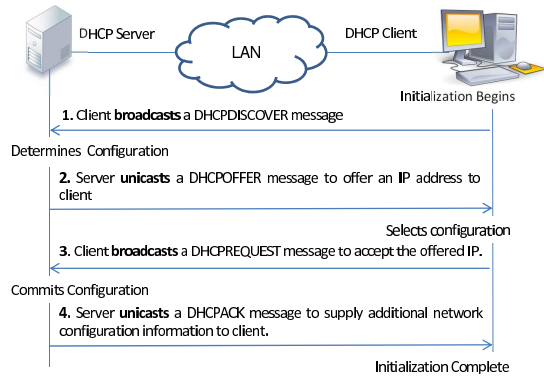 DHCP Server
LAN
DHCP Client
Initialization Begins
1. Client broadcasts a DHCPDISCOVER message
Determines Configuration
2. Server unicasts a DHCPOFFER message to offer an IP address to
client
Selects configuration
3. Client broadcasts a DHCPREQUEST message to accept the offered IP.
Commits Configuration
4. Server unicasts a DHCPACK message to supply additional network
configuration information to client.
Initialization Complete